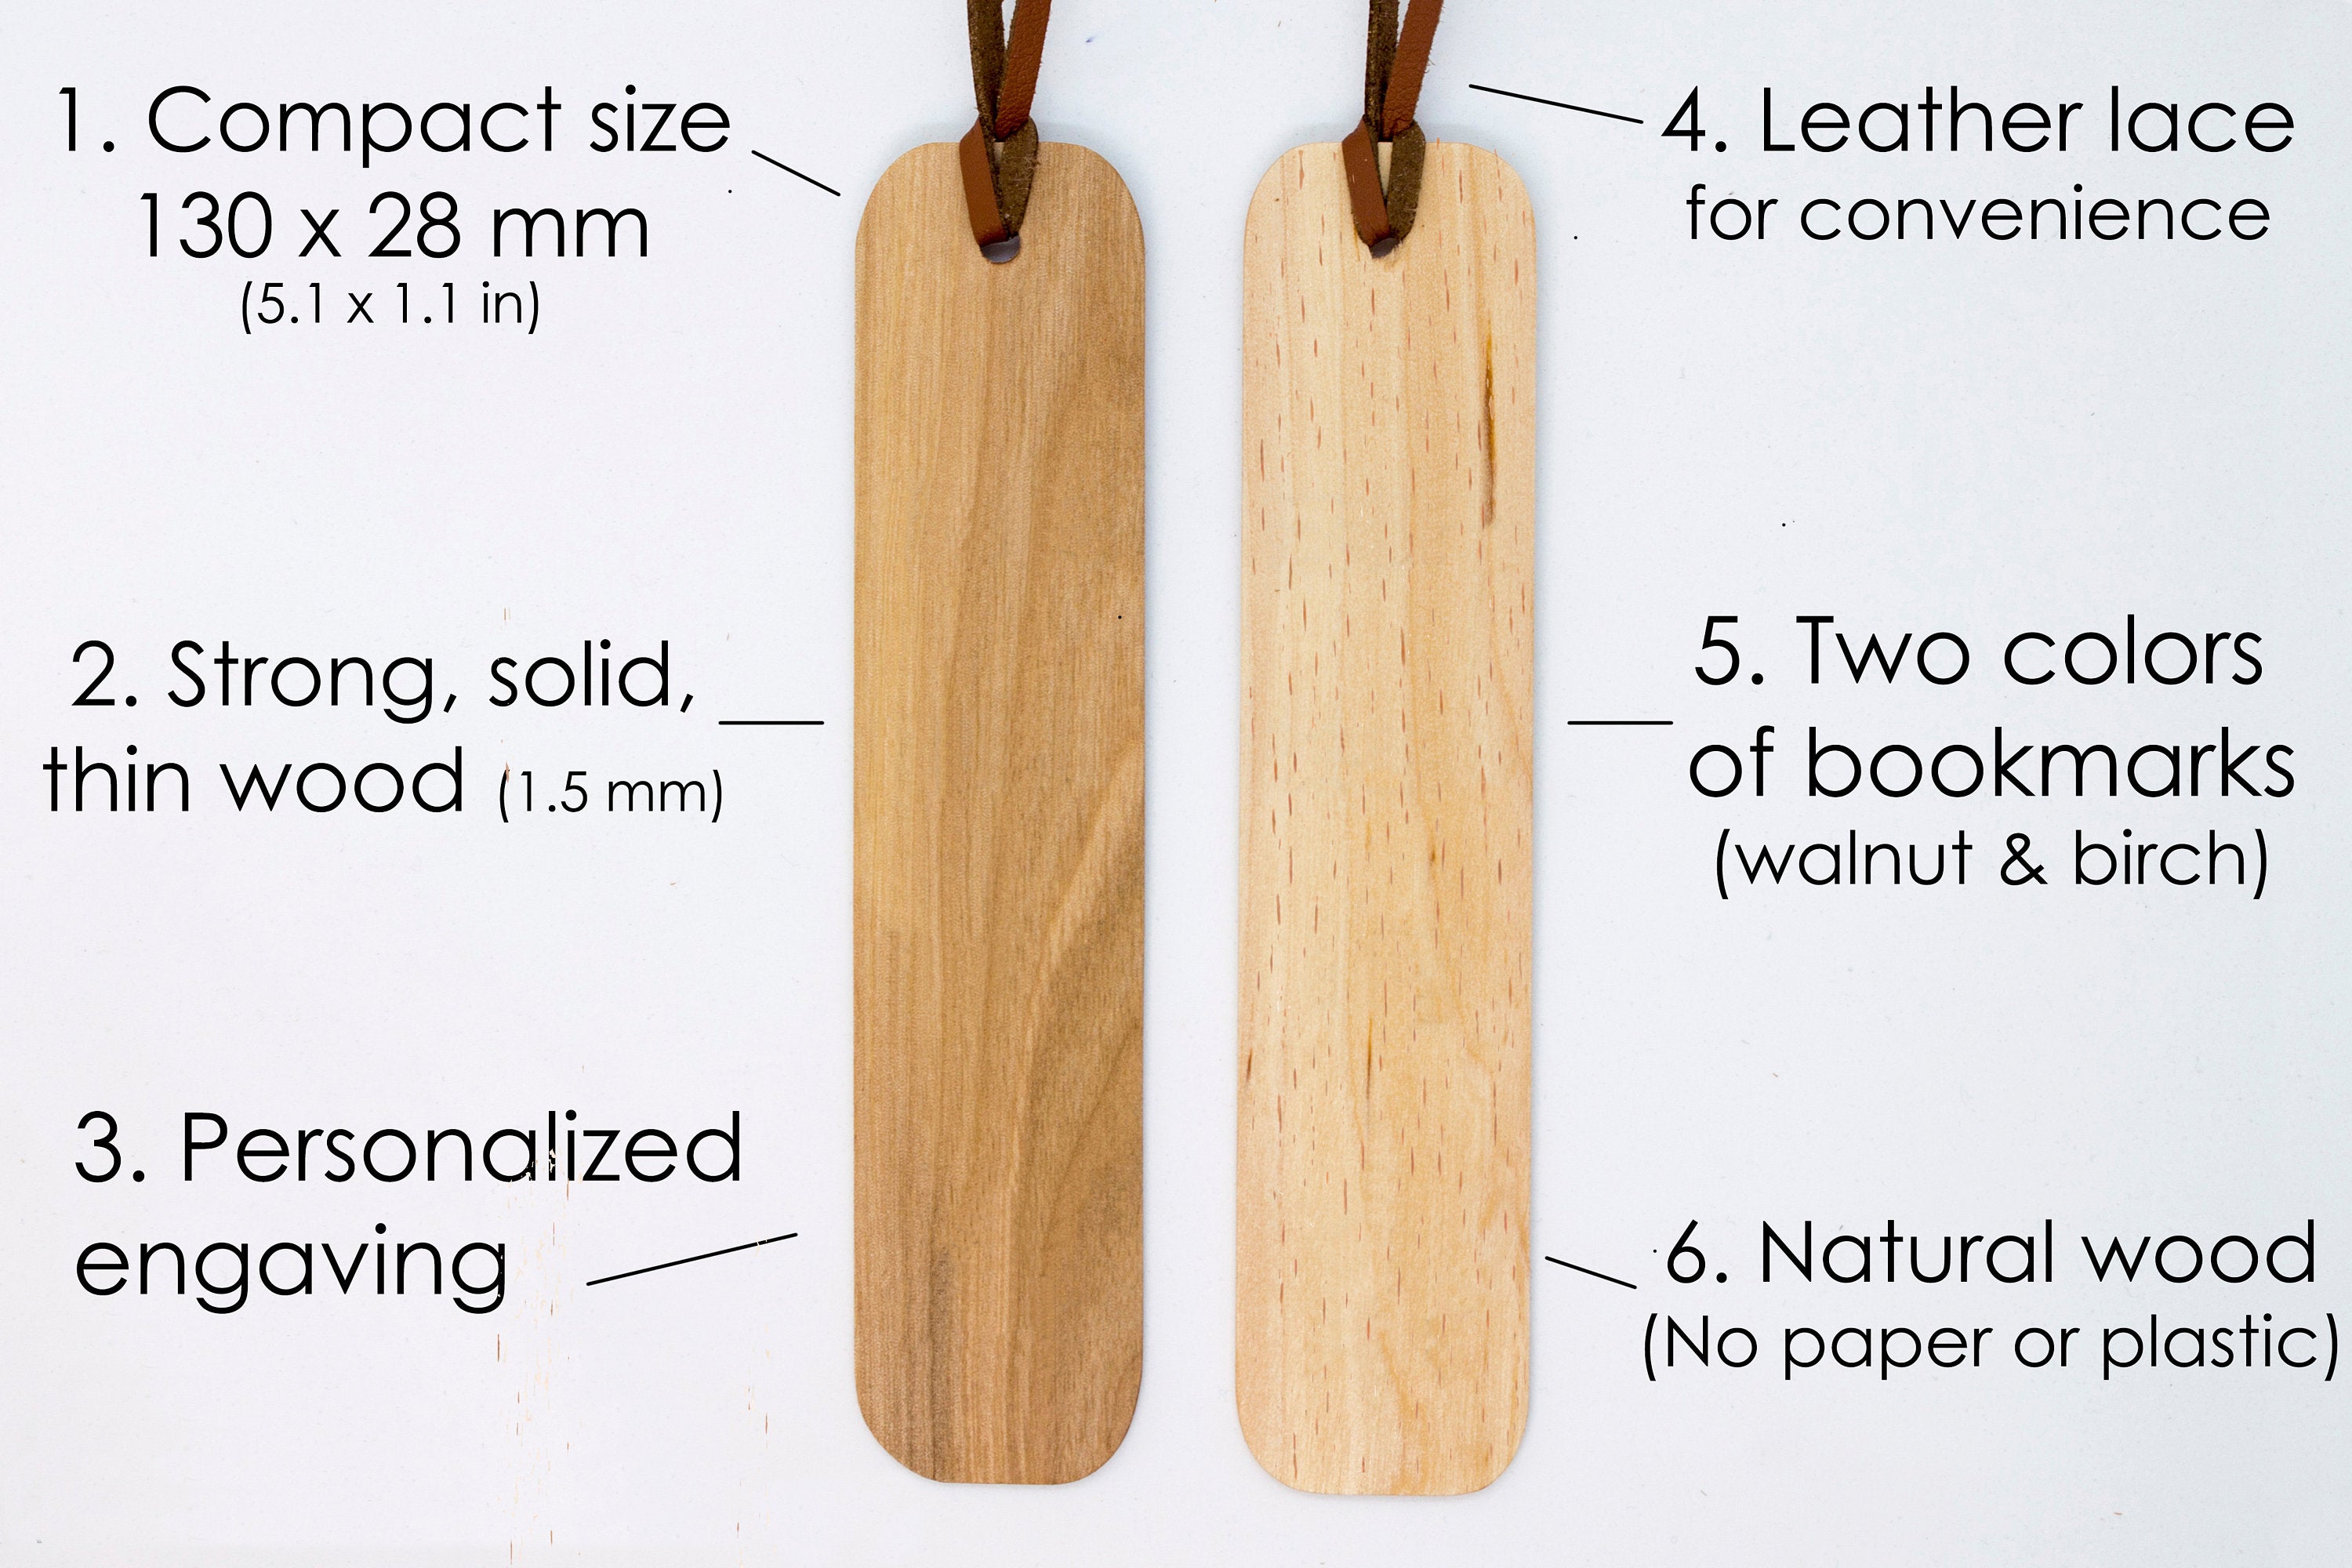 1. Compact size
130 x 28 mm
(5.1 x 1.1 in)
2. Strong, solid,
thin wood (1.5 mm)
3. Personalized
engaving
4. Leather lace
for convenience
5. Two colors
of bookmarks
(walnut & birch)
6. Natural wood
(No paper or plastic)